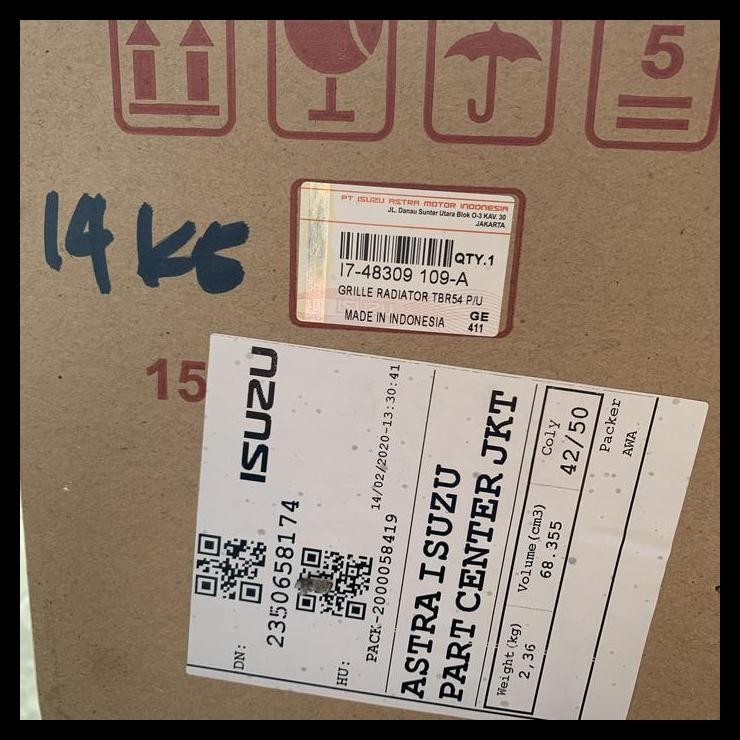 5
14 KG
PT ISUZU ASTRA MOTOR INDONESIA
JL. Danau Sunter Utara Blok O-3 KAV. 30
JAKARTA
QTY.1
I7-48309 109-A
GRILLE RADIATOR TBR54 P/U
MADE IN INDONESIA
GE
411
15
ISUZU
DN:
2350658174
HU:
PACK-2000058419
14/02/2020-13:30:41
ASTRA ISUZU
PART CENTER JKT
Weight(kg)
2,36
Volume(cm3)
68.355
Coly
42/50
Packer
AWA